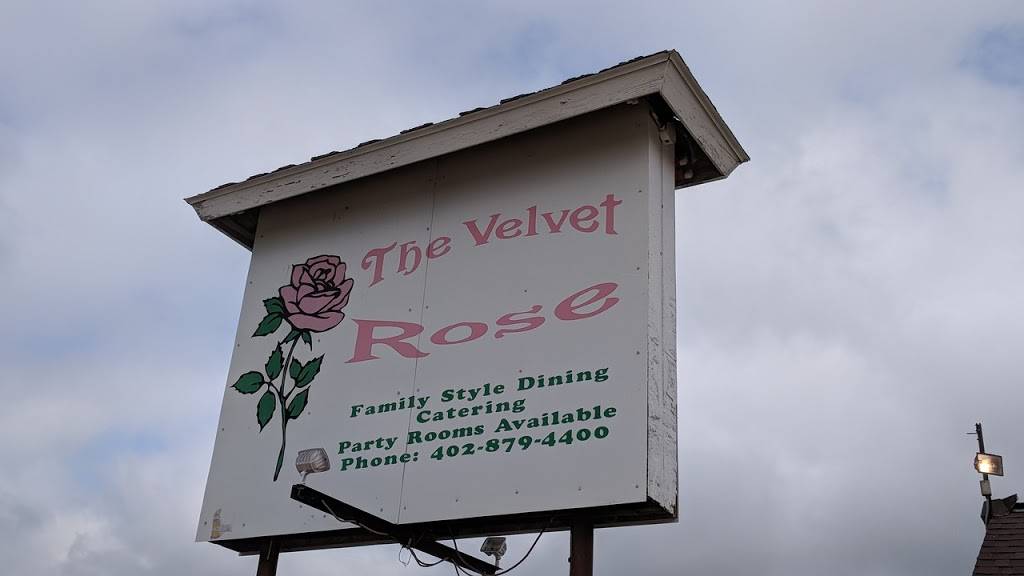 The Velvet
Rose
Family Style Dining
Catering
Party Rooms Available
Phone: 402-879-4400